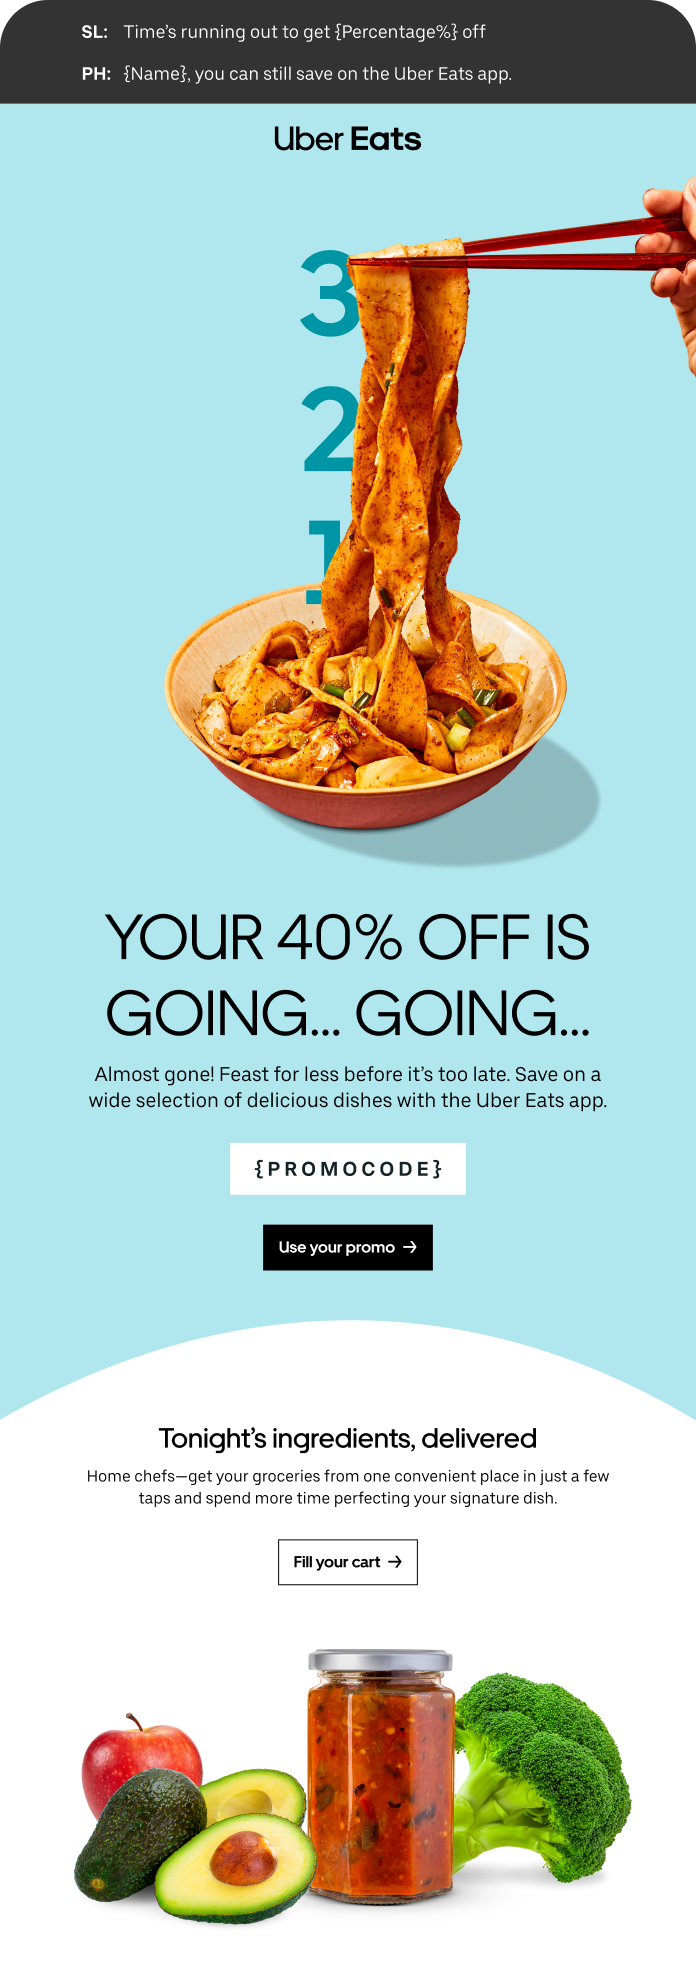 SL: Time’s running out to get {Percentage%} off
PH: {Name}, you can still save on the Uber Eats app.
Uber Eats
3
2
1
YOUR 40% OFF IS
GOING... GOING...
Almost gone! Feast for less before it’s too late. Save on a
wide selection of delicious dishes with the Uber Eats app.
{PROMOCODE}
Use your promo →
Tonight’s ingredients, delivered
Home chefs—get your groceries from one convenient place in just a few
taps and spend more time perfecting your signature dish.
Fill your cart →